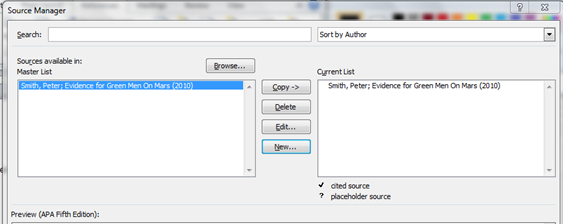 Source Manager
Search:
Sort by Author
Sources available in:
Master List
Browse...
Current List
Smith, Peter; Evidence for Green Men On Mars (2010)
Copy ->
Delete
Edit...
New...
Smith, Peter; Evidence for Green Men On Mars (2010)
✓ cited source
? placeholder source
Preview (APA Fifth Edition):